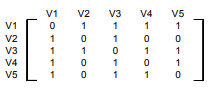 V1 V2 V3 V4 V5
V1 0 1 1 1 1
V2 1 0 1 0 0
V3 1 1 0 1 1
V4 1 0 1 0 1
V5 1 0 1 1 0